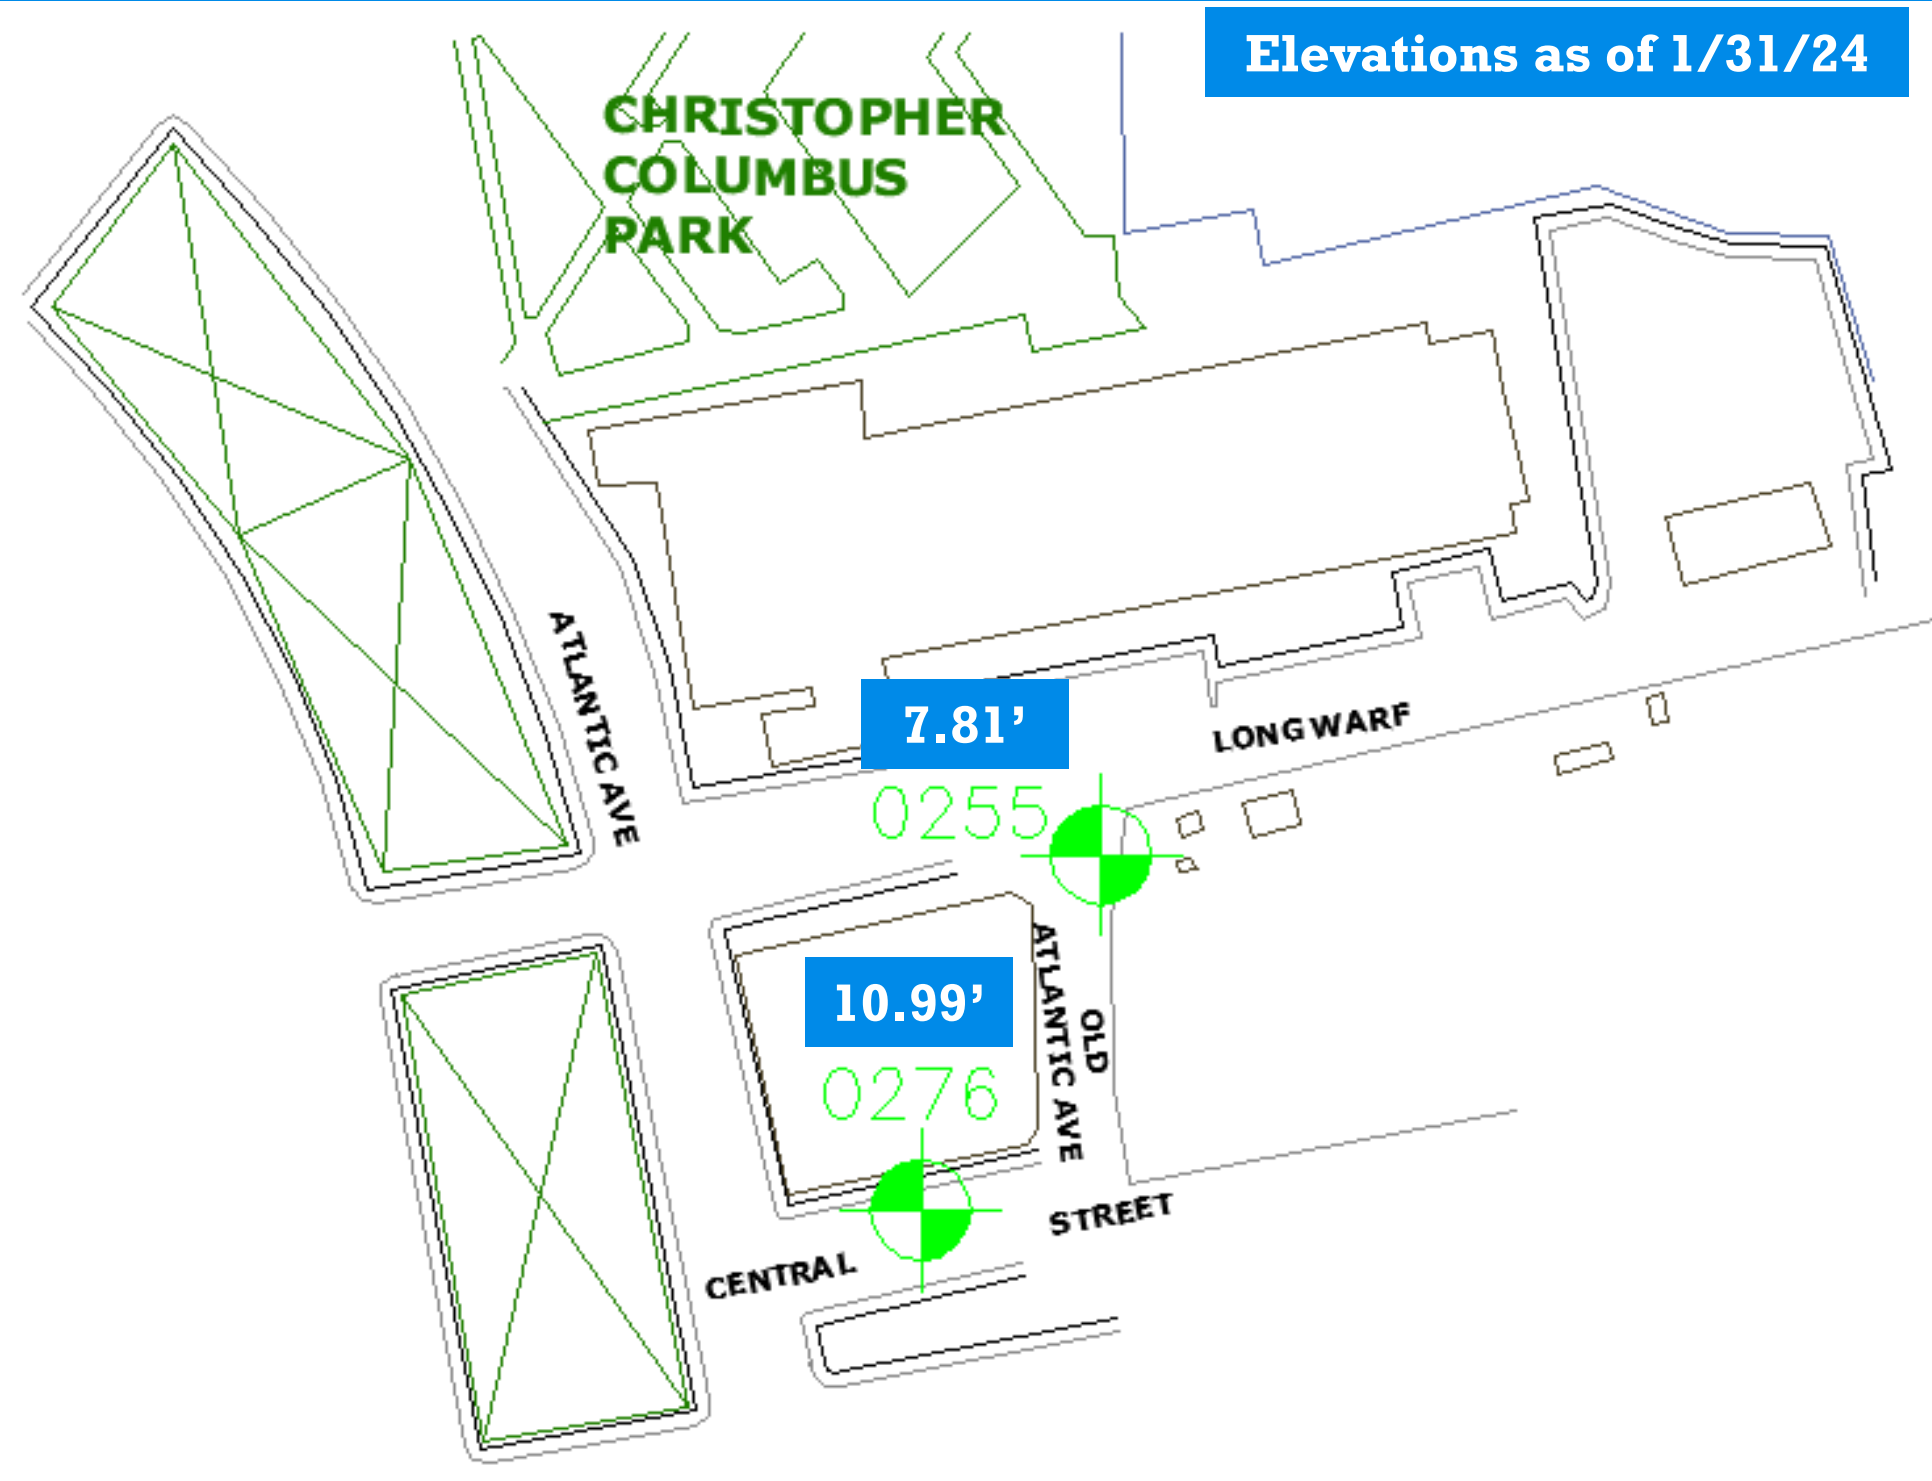 Elevations as of 1/31/24
CHRISTOPHER
COLUMBUS
PARK
ATLANTIC AVE
7.81’
LONG WARF
0255
10.99’
0276
OLD
ATLANTIC AVE
CENTRAL
STREET